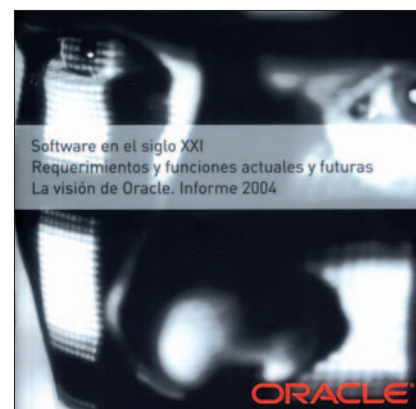 Software en el siglo XXI
Requerimientos y funciones actuales y futuras
La visión de Oracle. Informe 2004
ORACLE®